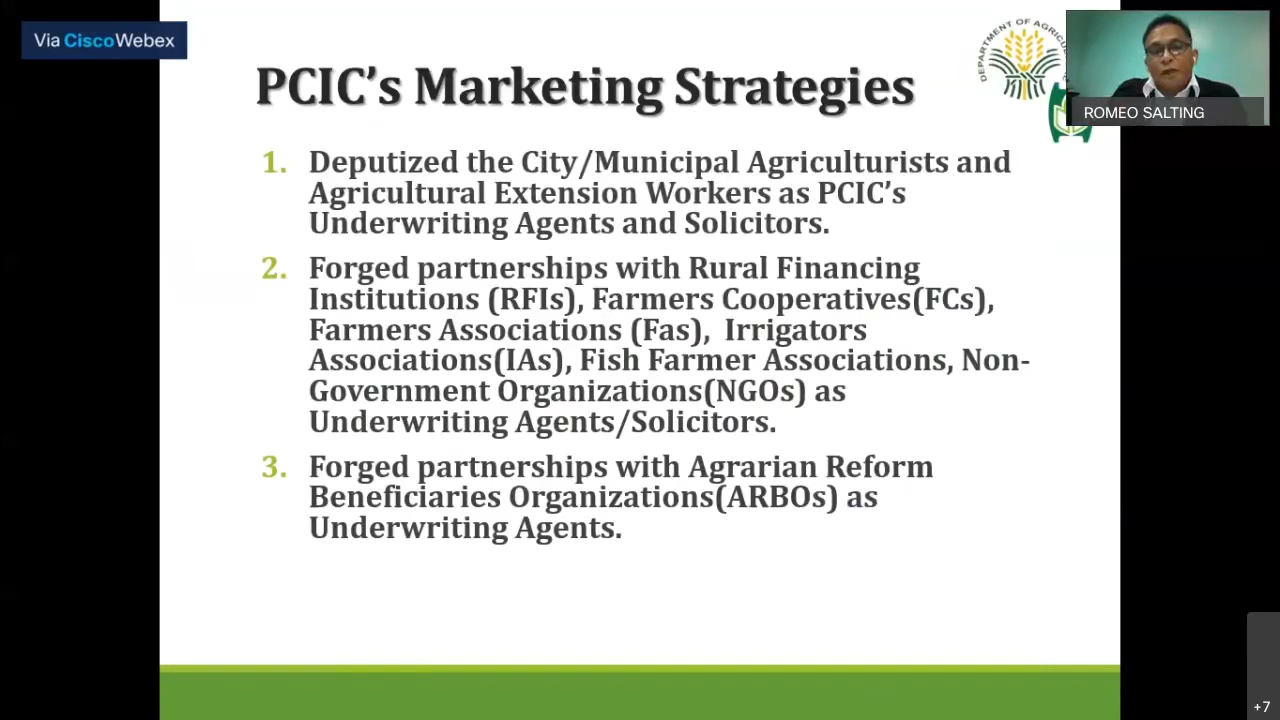 Via CiscoWebex
PCIC’s Marketing Strategies
DEPARTMENT OF AGRIC
ROMEO SALTING
1. Deputized the City/Municipal Agriculturists and
Agricultural Extension Workers as PCIC’s
Underwriting Agents and Solicitors.
2. Forged partnerships with Rural Financing
Institutions (RFIs), Farmers Cooperatives(FCs),
Farmers Associations (Fas), Irrigators
Associations(IAs), Fish Farmer Associations, Non-
Government Organizations(NGOs) as
Underwriting Agents/Solicitors.
3. Forged partnerships with Agrarian Reform
Beneficiaries Organizations(ARBOs) as
Underwriting Agents.
+7